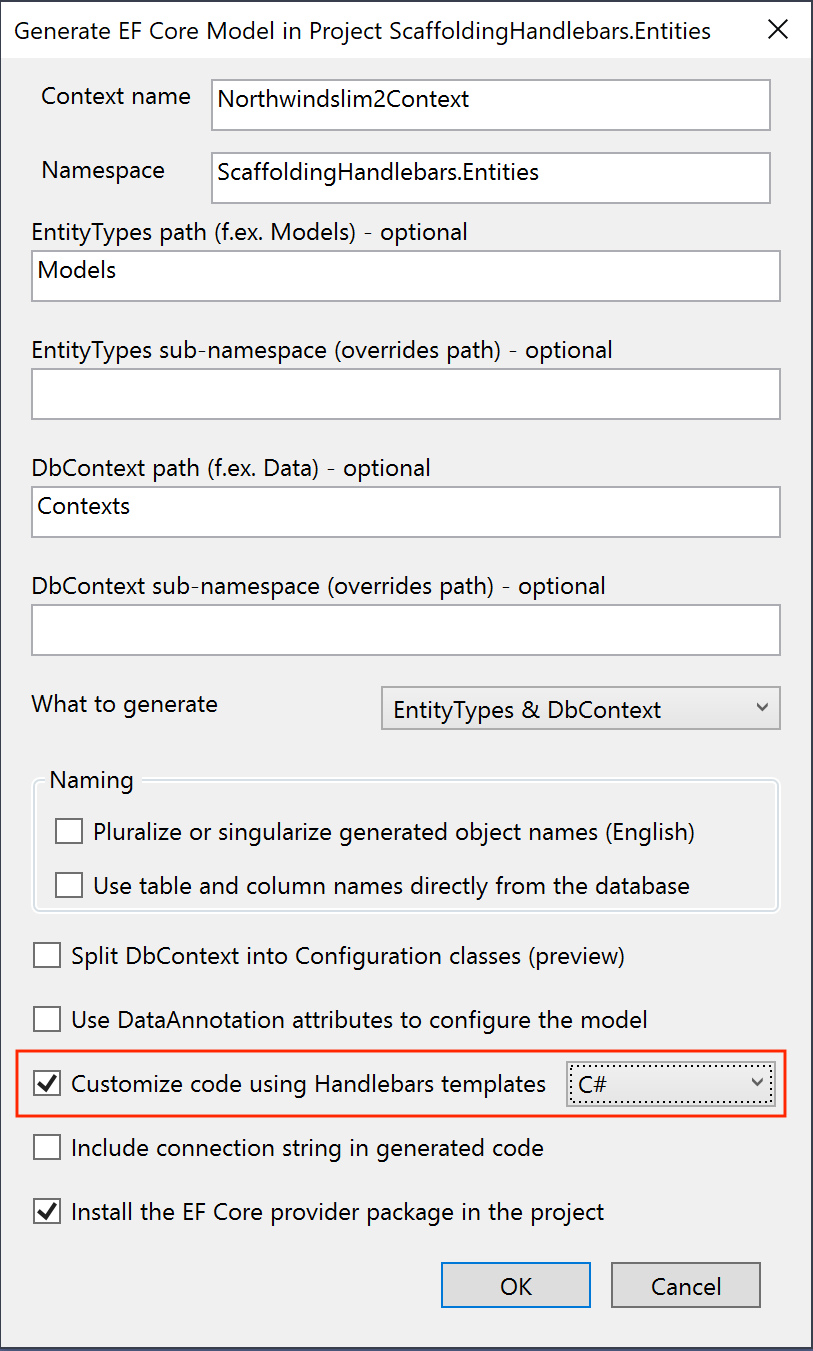 Generate EF Core Model in Project ScaffoldingHandlebars.Entities
Context name Northwindslim2Context
Namespace ScaffoldingHandlebars.Entities
EntityTypes path (f.ex. Models) - optional
Models
EntityTypes sub-namespace (overrides path) - optional
DbContext path (f.ex. Data) - optional
Contexts
DbContext sub-namespace (overrides path) - optional
What to generate EntityTypes & DbContext
Naming
Pluralize or singularize generated object names (English)
Use table and column names directly from the database
Split DbContext into Configuration classes (preview)
Use DataAnnotation attributes to configure the model
Customize code using Handlebars templates C#
Include connection string in generated code
Install the EF Core provider package in the project
OK Cancel